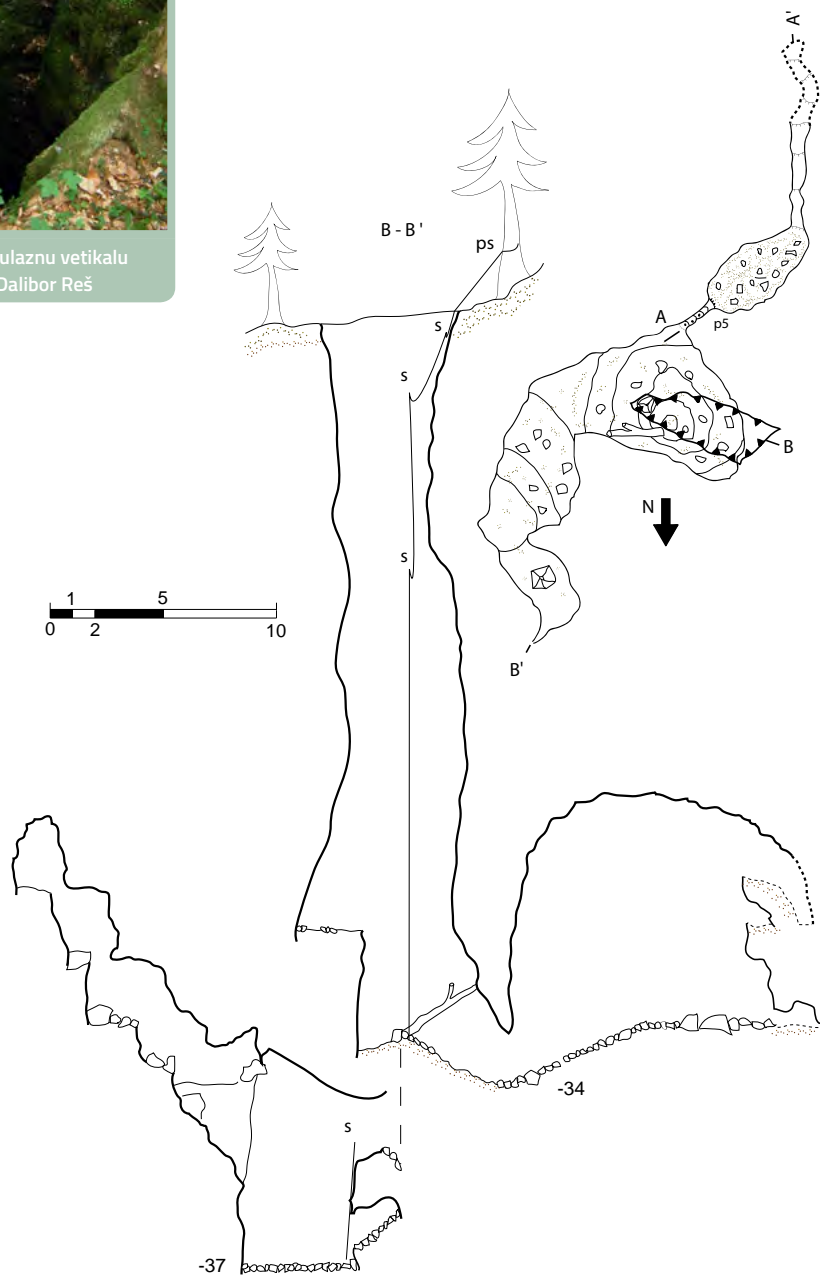 ulaznu vetikalu
Dalibor Reš
A'
B - B'
ps
s
A
p5
s
B
N
s
1 5
0 2 10
B'
-34
s
-37